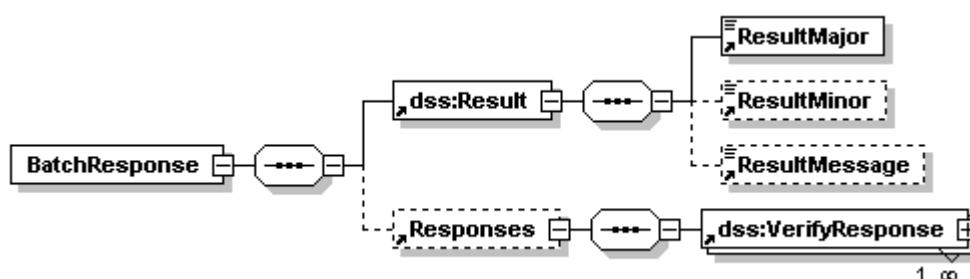 ResultMajor
dss:Result
ResultMinor
BatchResponse
ResultMessage
Responses
dss:VerifyResponse
1..∞